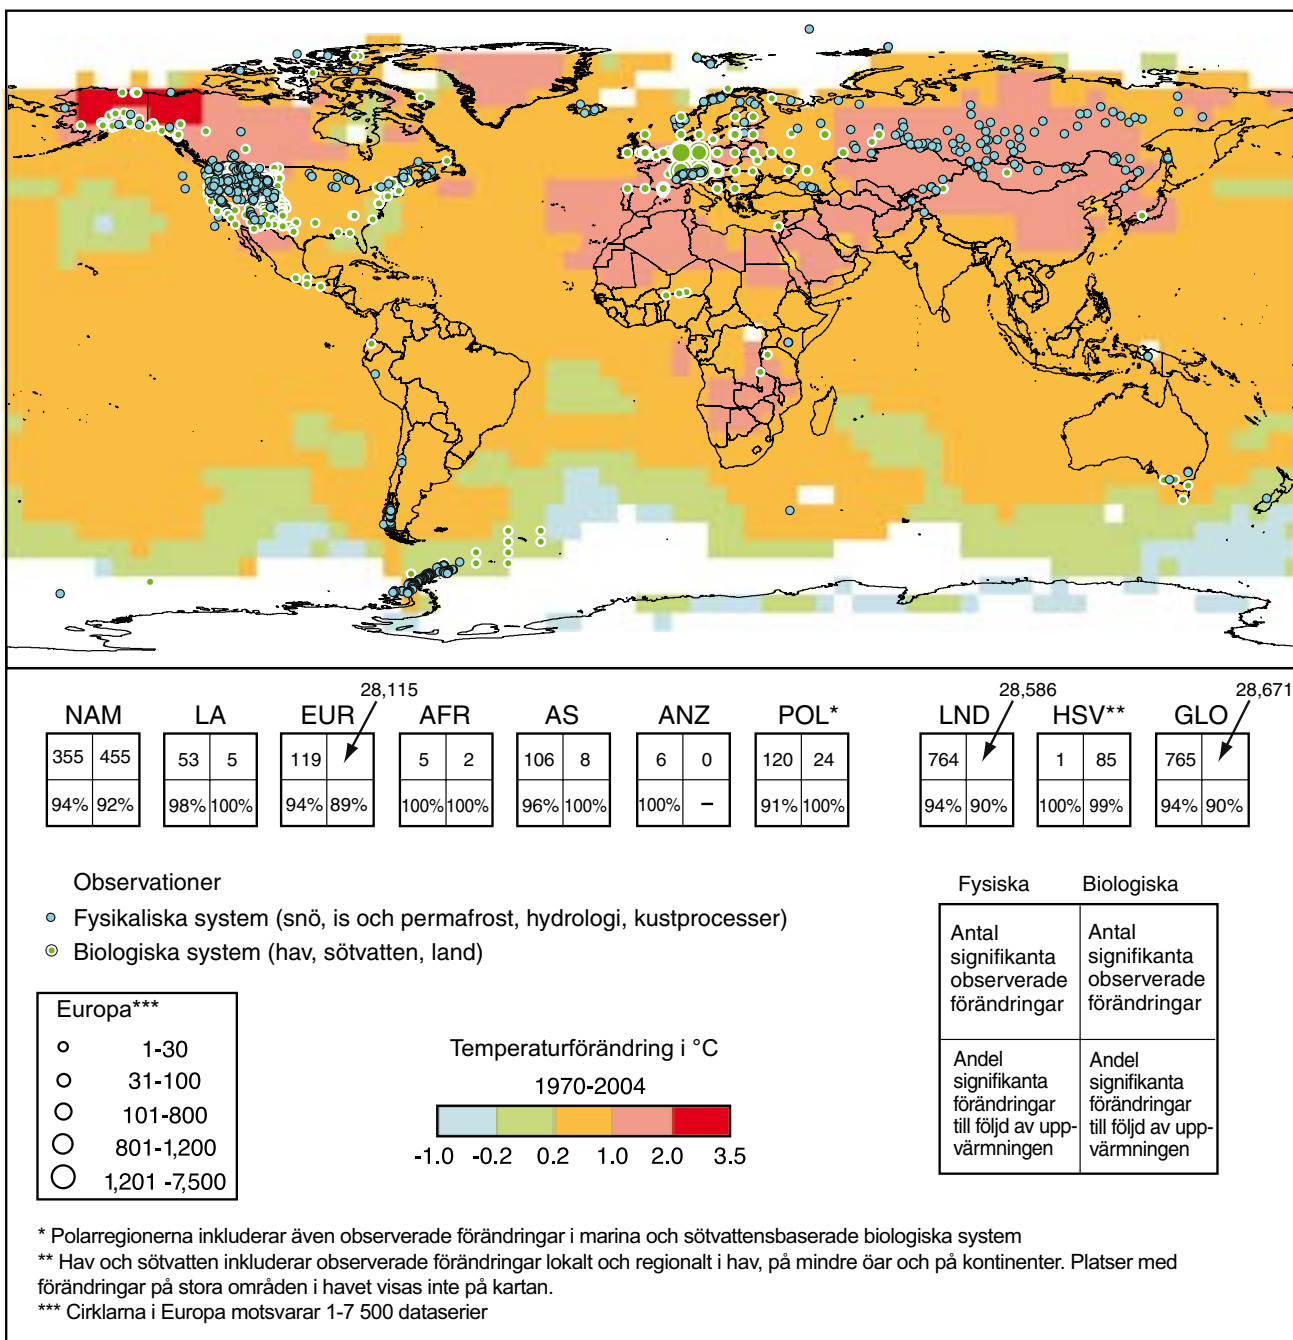 28,115 28,586 28,671
NAM LA EUR AFR AS ANZ POL* LND HSV** GLO
355 455 53 5 119 5 2 106 8 6 0 120 24 764 1 85 765
94% 92% 98% 100% 94% 89% 100% 100% 96% 100% 100% – 91% 100% 94% 90% 100% 99% 94% 90%
Observationer
Fysikaliska system (snö, is och permafrost, hydrologi, kustprocesser)
Biologiska system (hav, sötvatten, land)
Europa***
1-30
31-100
101-800
801-1,200
1,201 -7,500
Temperaturförändring i °C
1970-2004
-1.0 -0.2 0.2 1.0 2.0 3.5
Fysiska Biologiska
Antal
signifikanta
observerade
förändringar
Antal
signifikanta
observerade
förändringar
Andel
signifikanta
förändringar
till följd av upp-
värmningen
Andel
signifikanta
förändringar
till följd av upp-
värmningen
* Polarregionerna inkluderar även observerade förändringar i marina och sötvattensbaserade biologiska system
** Hav och sötvatten inkluderar observerade förändringar lokalt och regionalt i hav, på mindre öar och på kontinenter. Platser med
förändringar på stora områden i havet visas inte på kartan.
*** Cirklarna i Europa motsvarar 1-7 500 dataserier